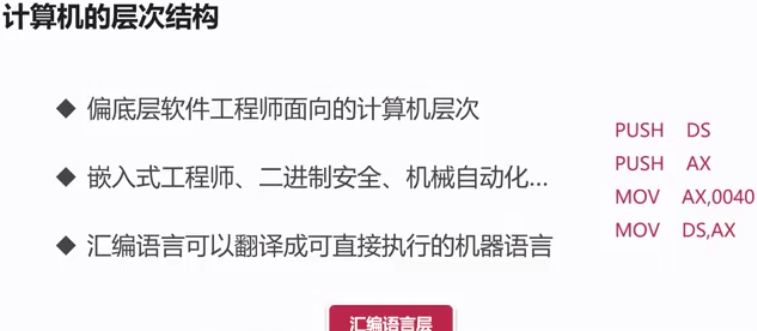 计算机的层次结构
◆ 偏底层软件工程师面向的计算机层次
◆ 嵌入式工程师、二进制安全、机械自动化...
◆ 汇编语言可以翻译成可直接执行的机器语言
PUSH DS
PUSH AX
MOV AX,0040
MOV DS,AX
汇编语言层